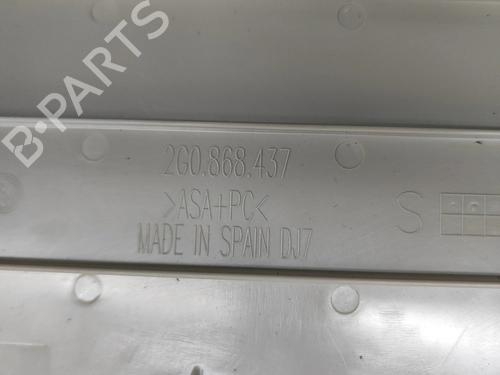 B-PARTS
2G0.868.437
>ASA+PC<
S
MADE IN SPAIN DJ7